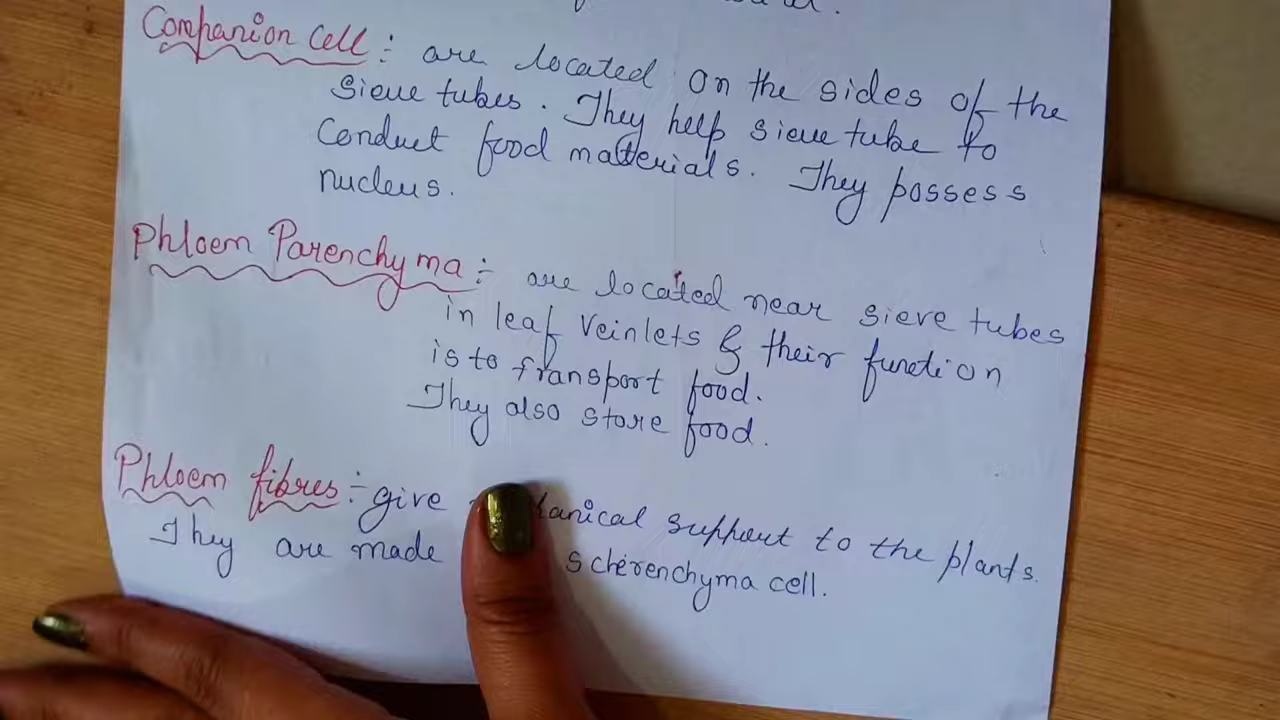 Companion Cell :- are located on the sides of the
sieve tubes. They help sieve tube to
conduct food materials. They possess
nucleus.
Phloem Parenchyma :- are located near sieve tubes
in leaf veinlets & their function
is to transport food.
They also store food.
Phloem fibres :- give support to the plants.
They are made scherenchyma cell.